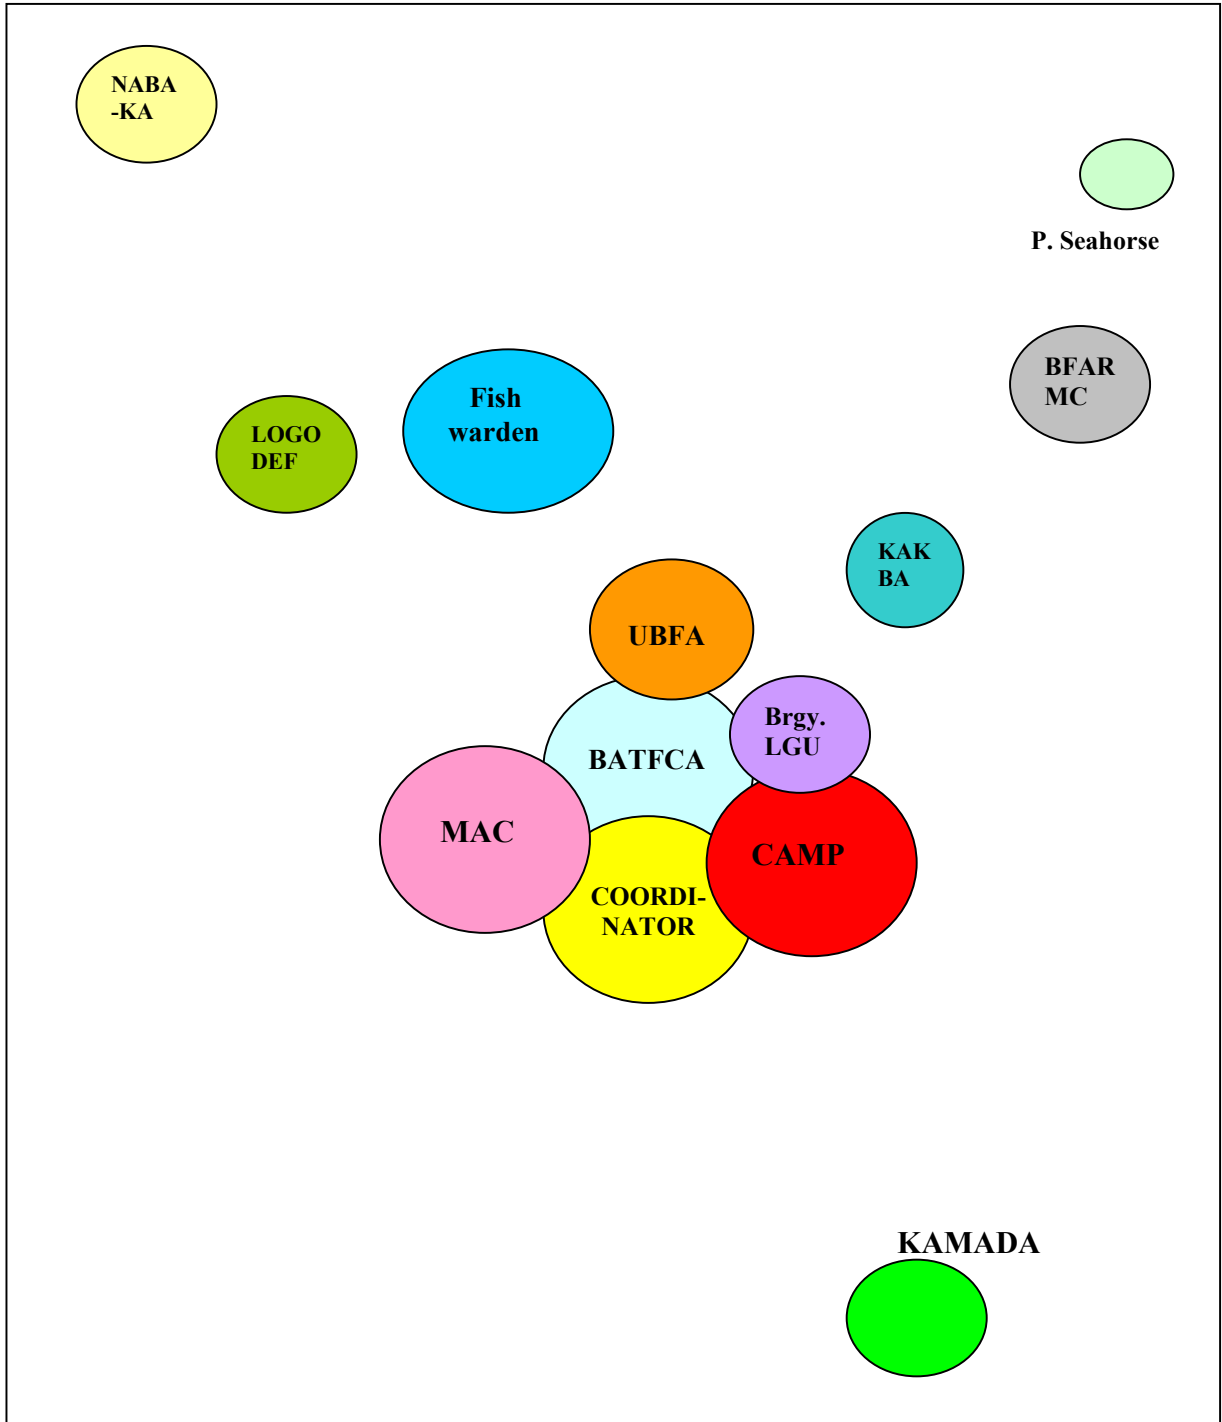 NABA
-KA
P. Seahorse
BFAR
MC
Fish
warden
LOGO
DEF
KAK
BA
UBFA
Brgy.
LGU
BATFCA
MAC
CAMP
COORDI-
NATOR
KAMADA